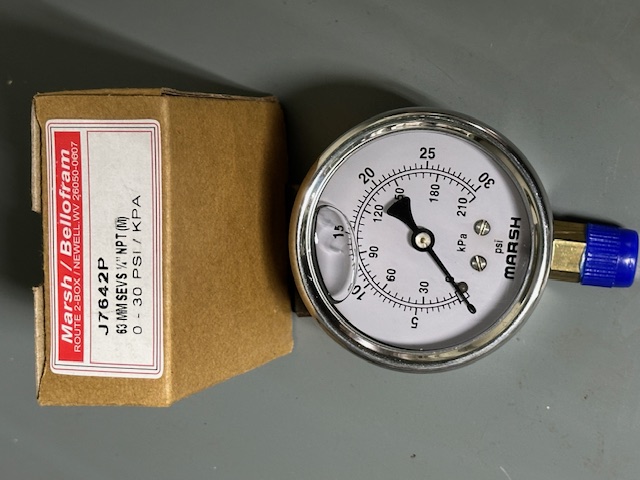 Marsh / Bellofram
ROUTE 2-BOX / NEWELL.WV 26050-0607
J7642P
63 MM SEVS ¼" NPT (M)
0 - 30 PSI / KPA
5
10
15
20
25
30
30
60
90
120
180
210
kPa
psi
MARSH